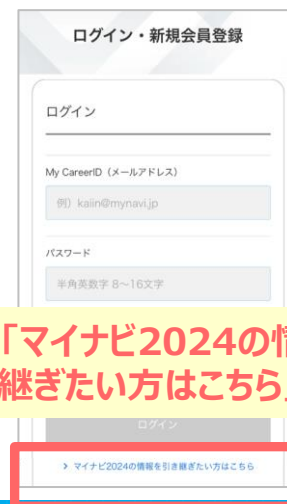 ログイン・新規会員登録
ログイン
My CareerID（メールアドレス）
例）kaiin@mynavi.jp
パスワード
半角英数字 8〜16文字
「マイナビ2024の情
継ぎたい方はこちら」
ログイン
> マイナビ2024の情報を引き継ぎたい方はこちら